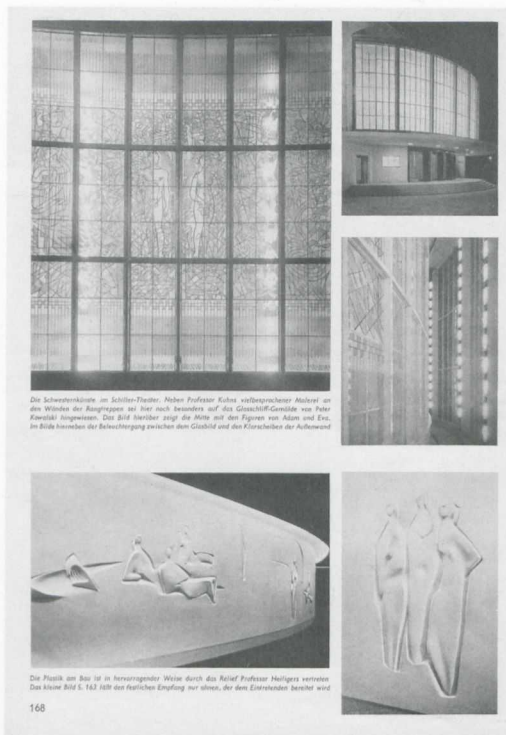 Die Schwesternkünste im Schiller-Theater. Neben Professor Kuhns vielbesprochener Malerei an
den Wänden der Rangtreppen sei hier noch besonders auf das Glasschliff-Gemälde von Peter
Kowalski hingewiesen. Das Bild hierüber zeigt die Mitte mit den Figuren von Adam und Eva.
Im Bilde hierneben der Beleuchtergang zwischen dem Glasbild und den Klarscheiben der Außenwand
Die Plastik am Bau ist in hervorragender Weise durch das Relief Professor Heiligers vertreten
Das kleine Bild S. 163 läßt den festlichen Empfang nur ahnen, der dem Eintretenden bereitet wird
168